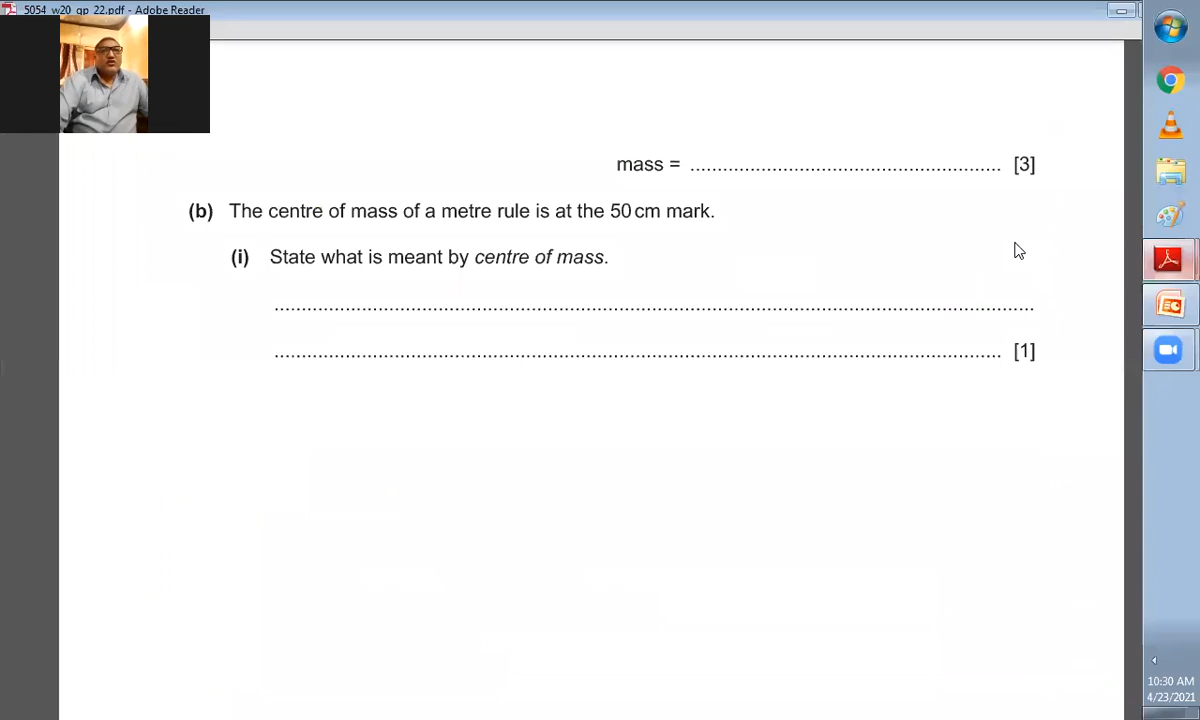 5054_w20_qp_22.pdf - Adobe Reader
mass = ........................................................ [3]
(b) The centre of mass of a metre rule is at the 50 cm mark.
(i) State what is meant by centre of mass.
...........................................................................................................................................
..................................................................................................................................... [1]
10:30 AM
4/23/2021